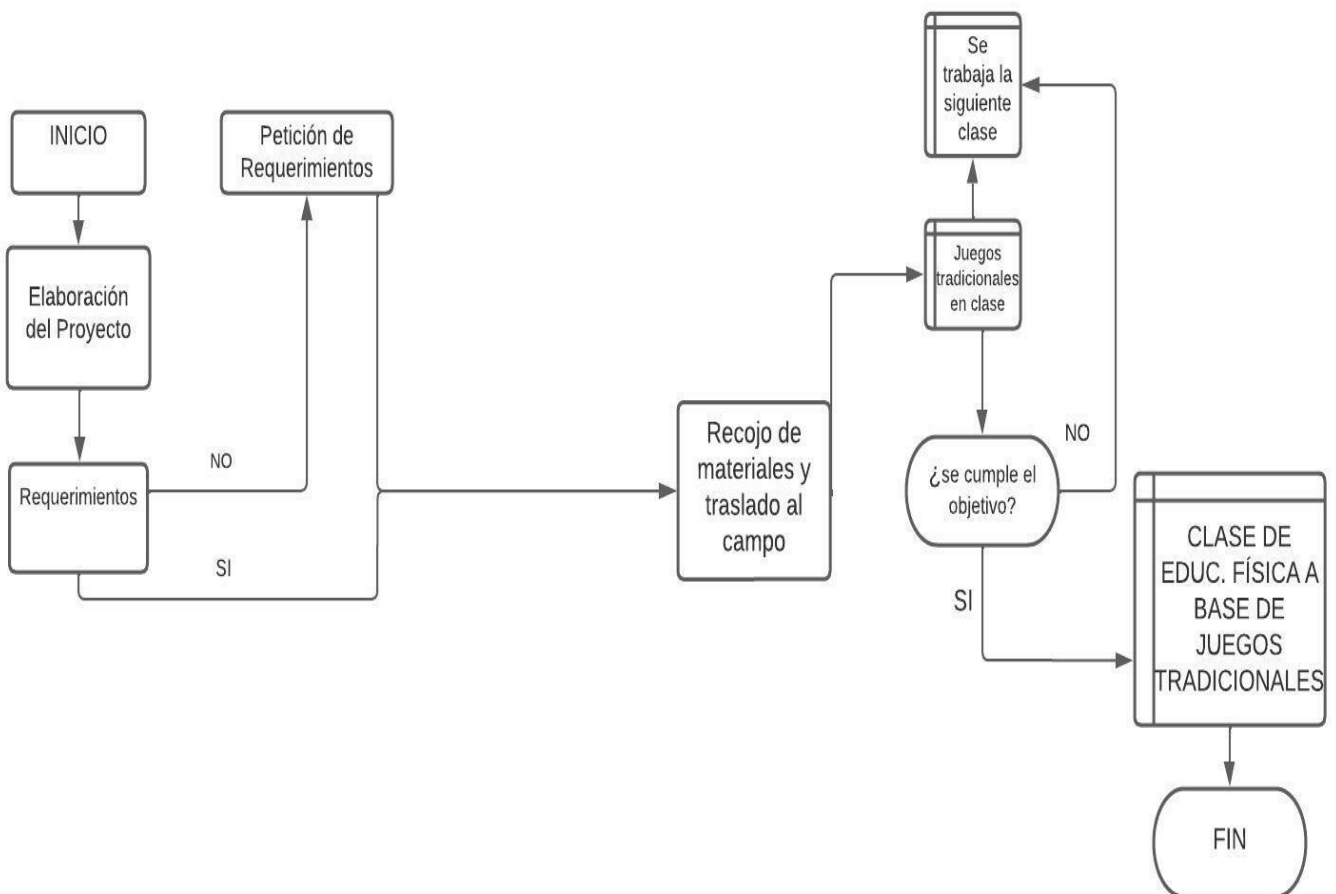 INICIO
Elaboración
del Proyecto
Requerimientos
NO
SI
Petición de
Requerimientos
Recojo de
materiales y
traslado al
campo
Juegos
tradicionales
en clase
Se
trabaja la
siguiente
clase
¿se cumple el
objetivo?
NO
SI
CLASE DE
EDUC. FÍSICA A
BASE DE
JUEGOS
TRADICIONALES
FIN